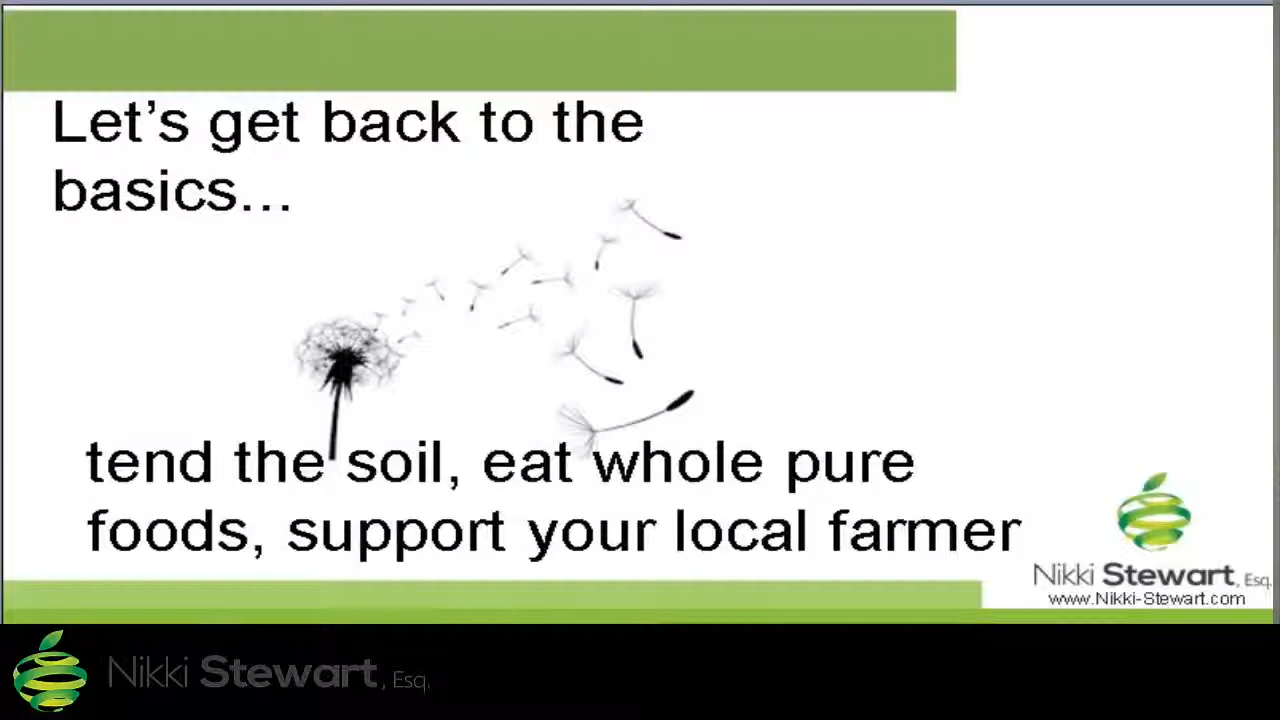 Let's get back to the
basics...
tend the soil, eat whole pure
foods, support your local farmer
Nikki Stewart, Esq.
www.Nikki-Stewart.com
Nikki Stewart, Esq.